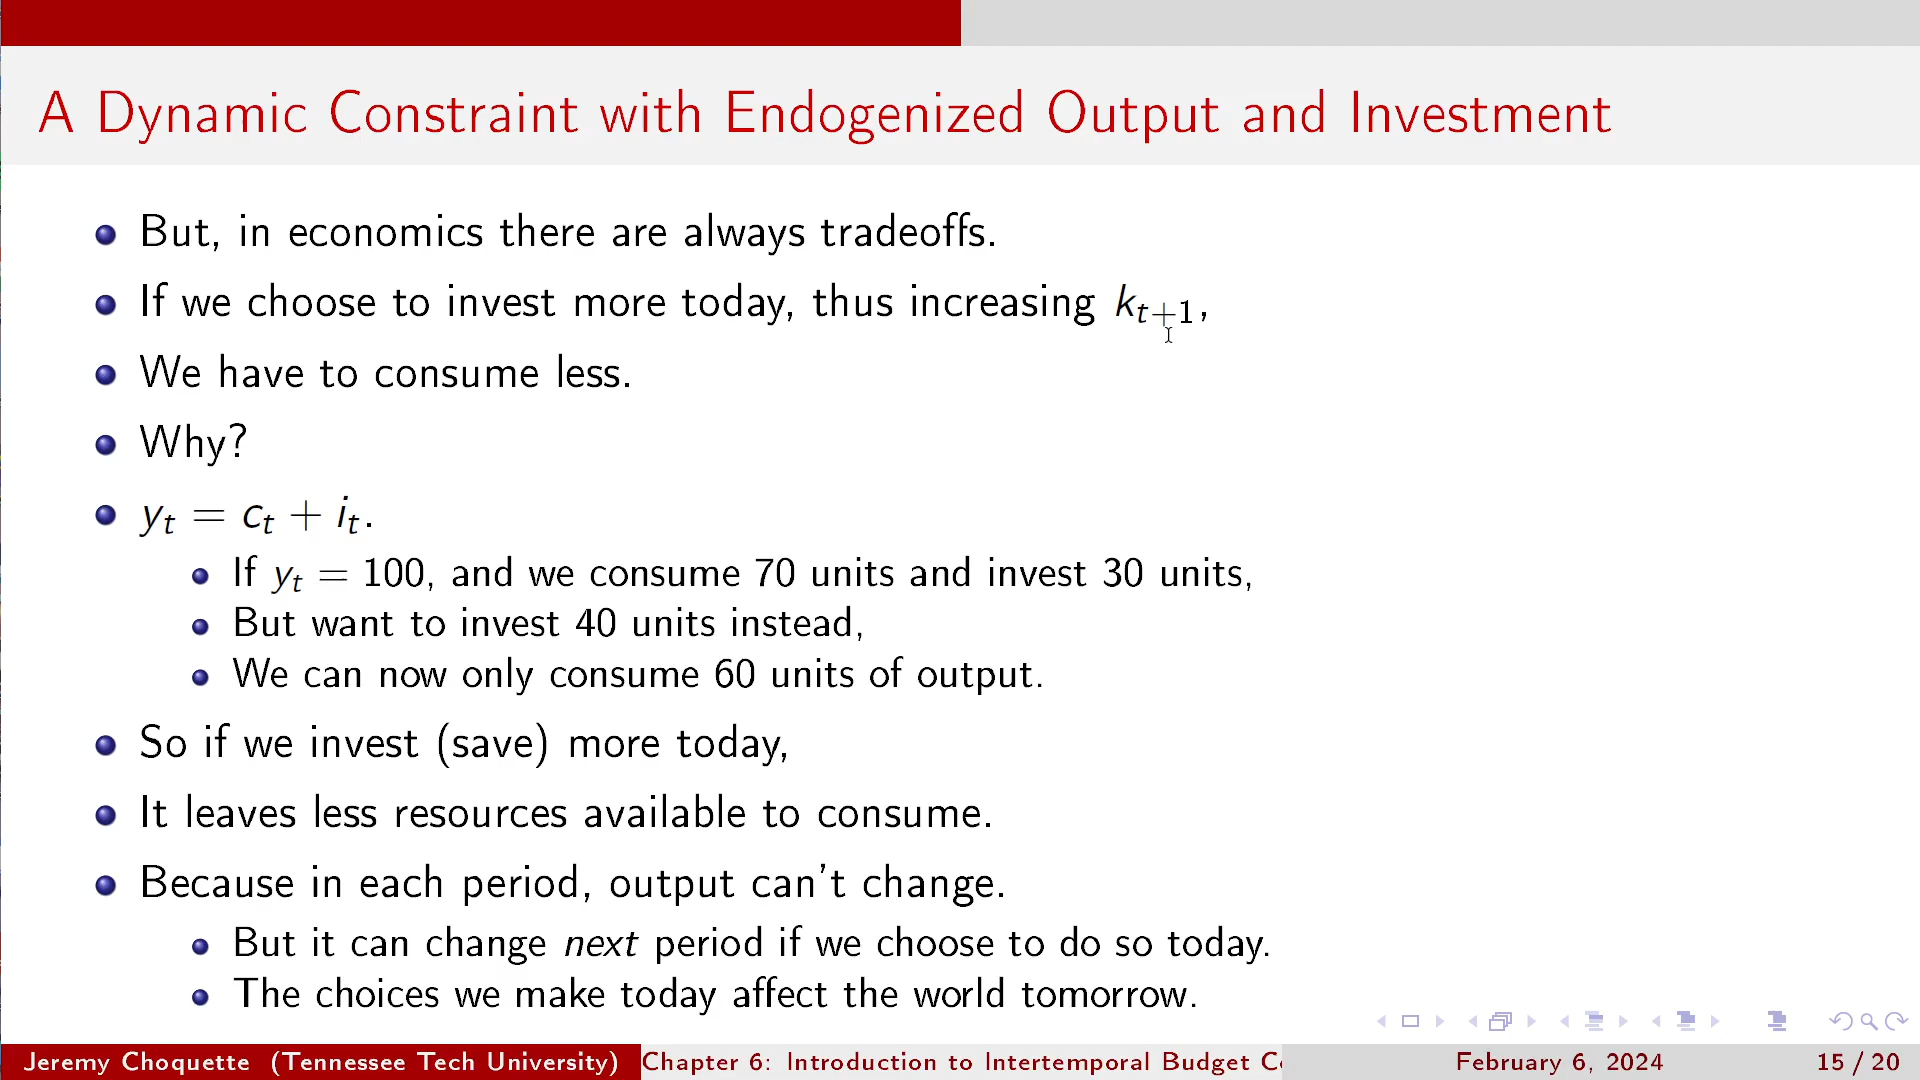 A Dynamic Constraint with Endogenized Output and Investment
But, in economics there are always tradeoffs.
If we choose to invest more today, thus increasing kₜ₊₁,
We have to consume less.
Why?
yₜ = cₜ + iₜ.
If yₜ = 100, and we consume 70 units and invest 30 units,
But want to invest 40 units instead,
We can now only consume 60 units of output.
So if we invest (save) more today,
It leaves less resources available to consume.
Because in each period, output can't change.
But it can change next period if we choose to do so today.
The choices we make today affect the world tomorrow.
Jeremy Choquette (Tennessee Tech University) Chapter 6: Introduction to Intertemporal Budget February 6, 2024 15 / 20